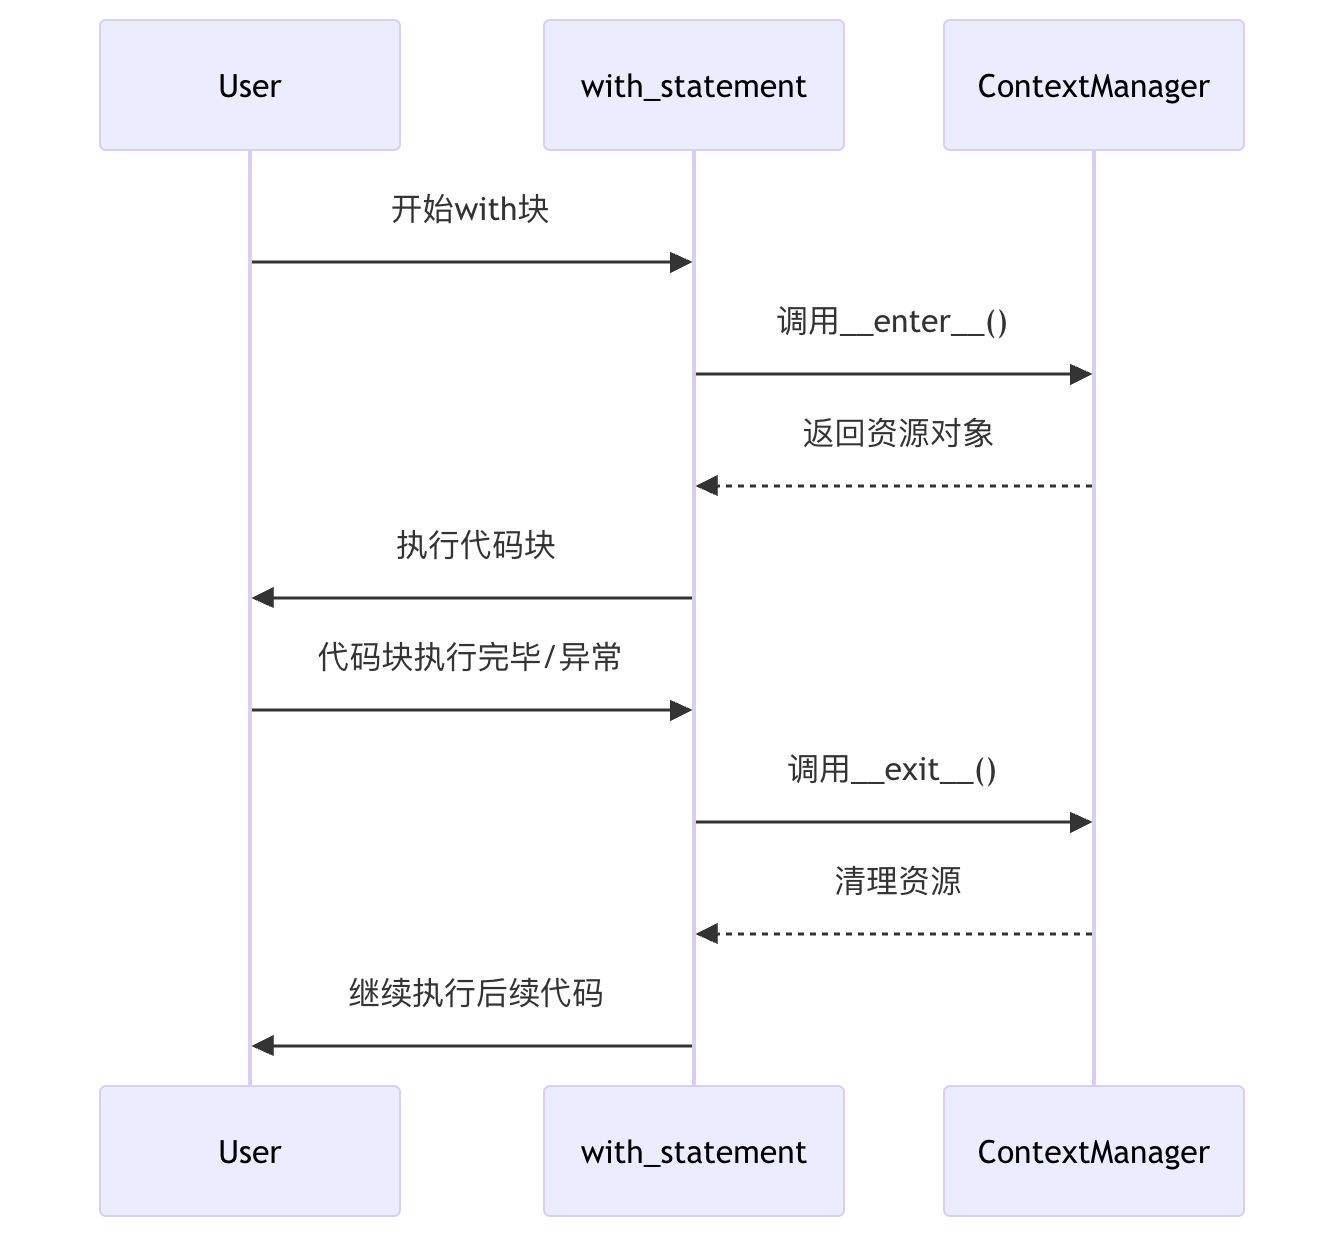 User
with_statement
ContextManager
开始with块
调用__enter__()
返回资源对象
执行代码块
代码块执行完毕/异常
调用__exit__()
清理资源
继续执行后续代码
User
with_statement
ContextManager